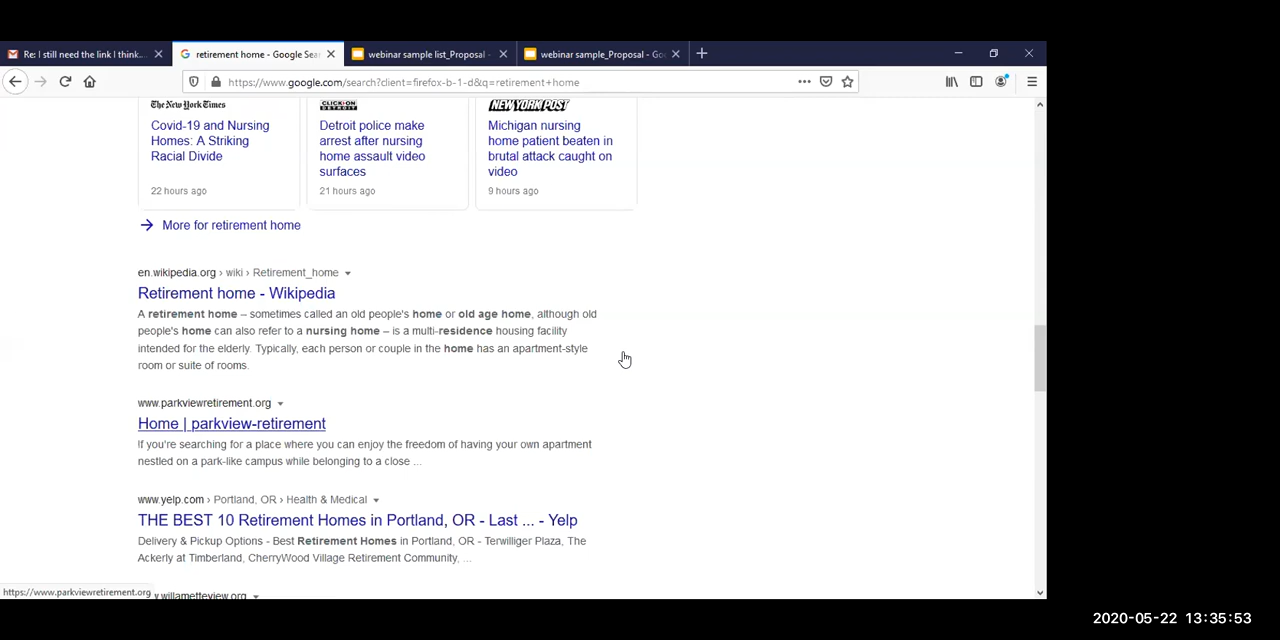 Re: I still need the link I think...
retirement home - Google Sear
webinar sample list_Proposal -
webinar sample_Proposal - Go
https://www.google.com/search?client=firefox-b-1-d&q=retirement+home
The New York Times
CLICK ON
DETROIT
NEW YORK POST
Covid-19 and Nursing
Homes: A Striking
Racial Divide
22 hours ago
Detroit police make
arrest after nursing
home assault video
surfaces
21 hours ago
Michigan nursing
home patient beaten in
brutal attack caught on
video
9 hours ago
More for retirement home
en.wikipedia.org › wiki › Retirement_home
Retirement home - Wikipedia
A retirement home – sometimes called an old people's home or old age home, although old
people's home can also refer to a nursing home – is a multi-residence housing facility
intended for the elderly. Typically, each person or couple in the home has an apartment-style
room or suite of rooms.
www.parkviewretirement.org
Home | parkview-retirement
If you're searching for a place where you can enjoy the freedom of having your own apartment
nestled on a park-like campus while belonging to a close ...
www.yelp.com › Portland, OR › Health & Medical
THE BEST 10 Retirement Homes in Portland, OR - Last ... - Yelp
Delivery & Pickup Options - Best Retirement Homes in Portland, OR - Terwilliger Plaza, The
Ackerly at Timberland, CherryWood Village Retirement Community, ...
https://www.parkviewretirement.org
w.willametteview.org
2020-05-22 13:35:53